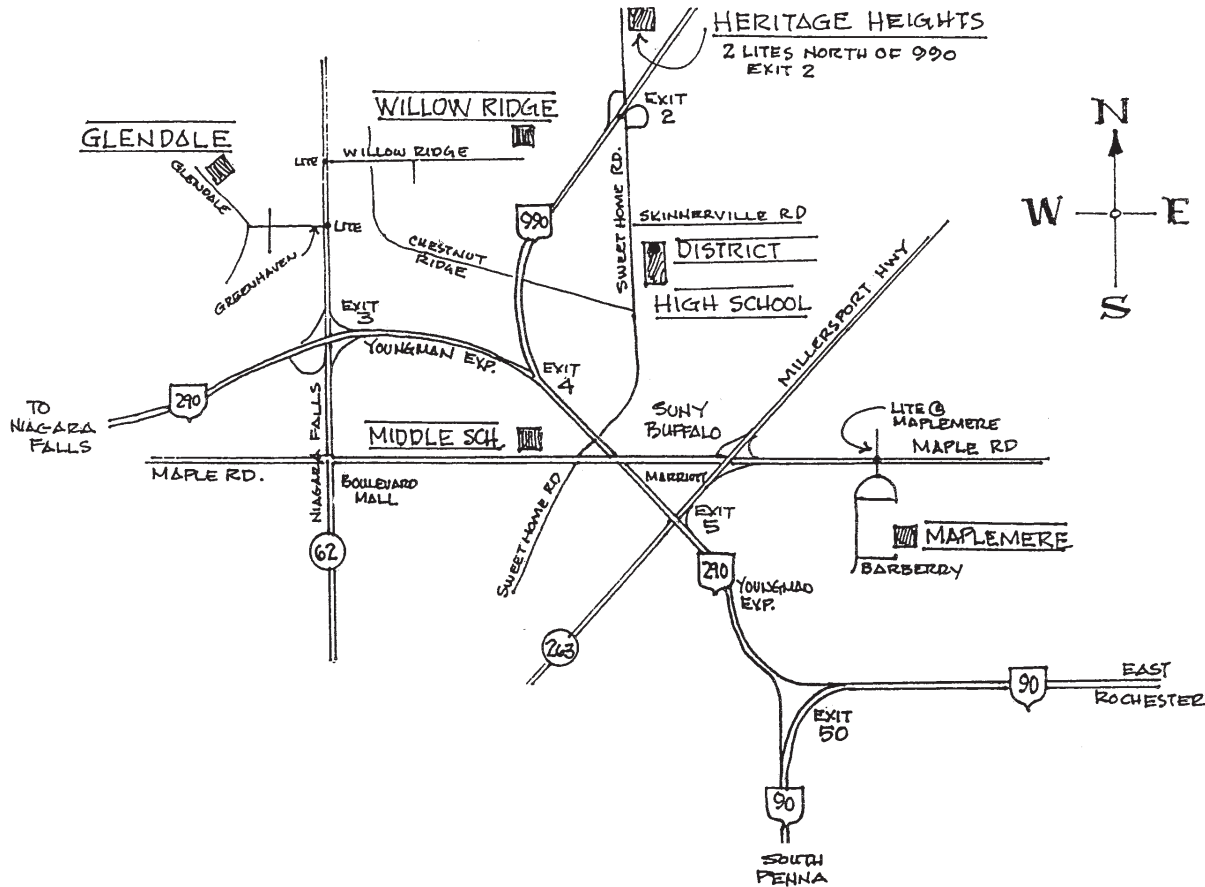 HERITAGE HEIGHTS
2 LITES NORTH OF 990
EXIT 2
WILLOW RIDGE
EXIT
2
GLENDALE
N
LITE
WILLOW RIDGE
GLENDALE
SWEET HOME RD.
990
SKINNERVILLE RD
W
E
LITE
CHESTNUT
RIDGE
DISTRICT
GREENHAVEN
HIGH SCHOOL
S
MILLERSPORT HWY
EXIT
3
YOUNGMAN EXP.
EXIT
4
290
TO
NIAGARA
FALLS
NIAGARA FALLS
SUNY
BUFFALO
LITE @
MAPLEMERE
MIDDLE SCH.
MAPLE RD
MAPLE RD.
BOULEVARD
MALL
MARRIOTT
SWEET HOME RD
EXIT
5
MAPLEMERE
62
290
BARBERRY
YOUNGMAN
EXP.
263
90
EAST
ROCHESTER
EXIT
50
90
SOUTH
PENNA